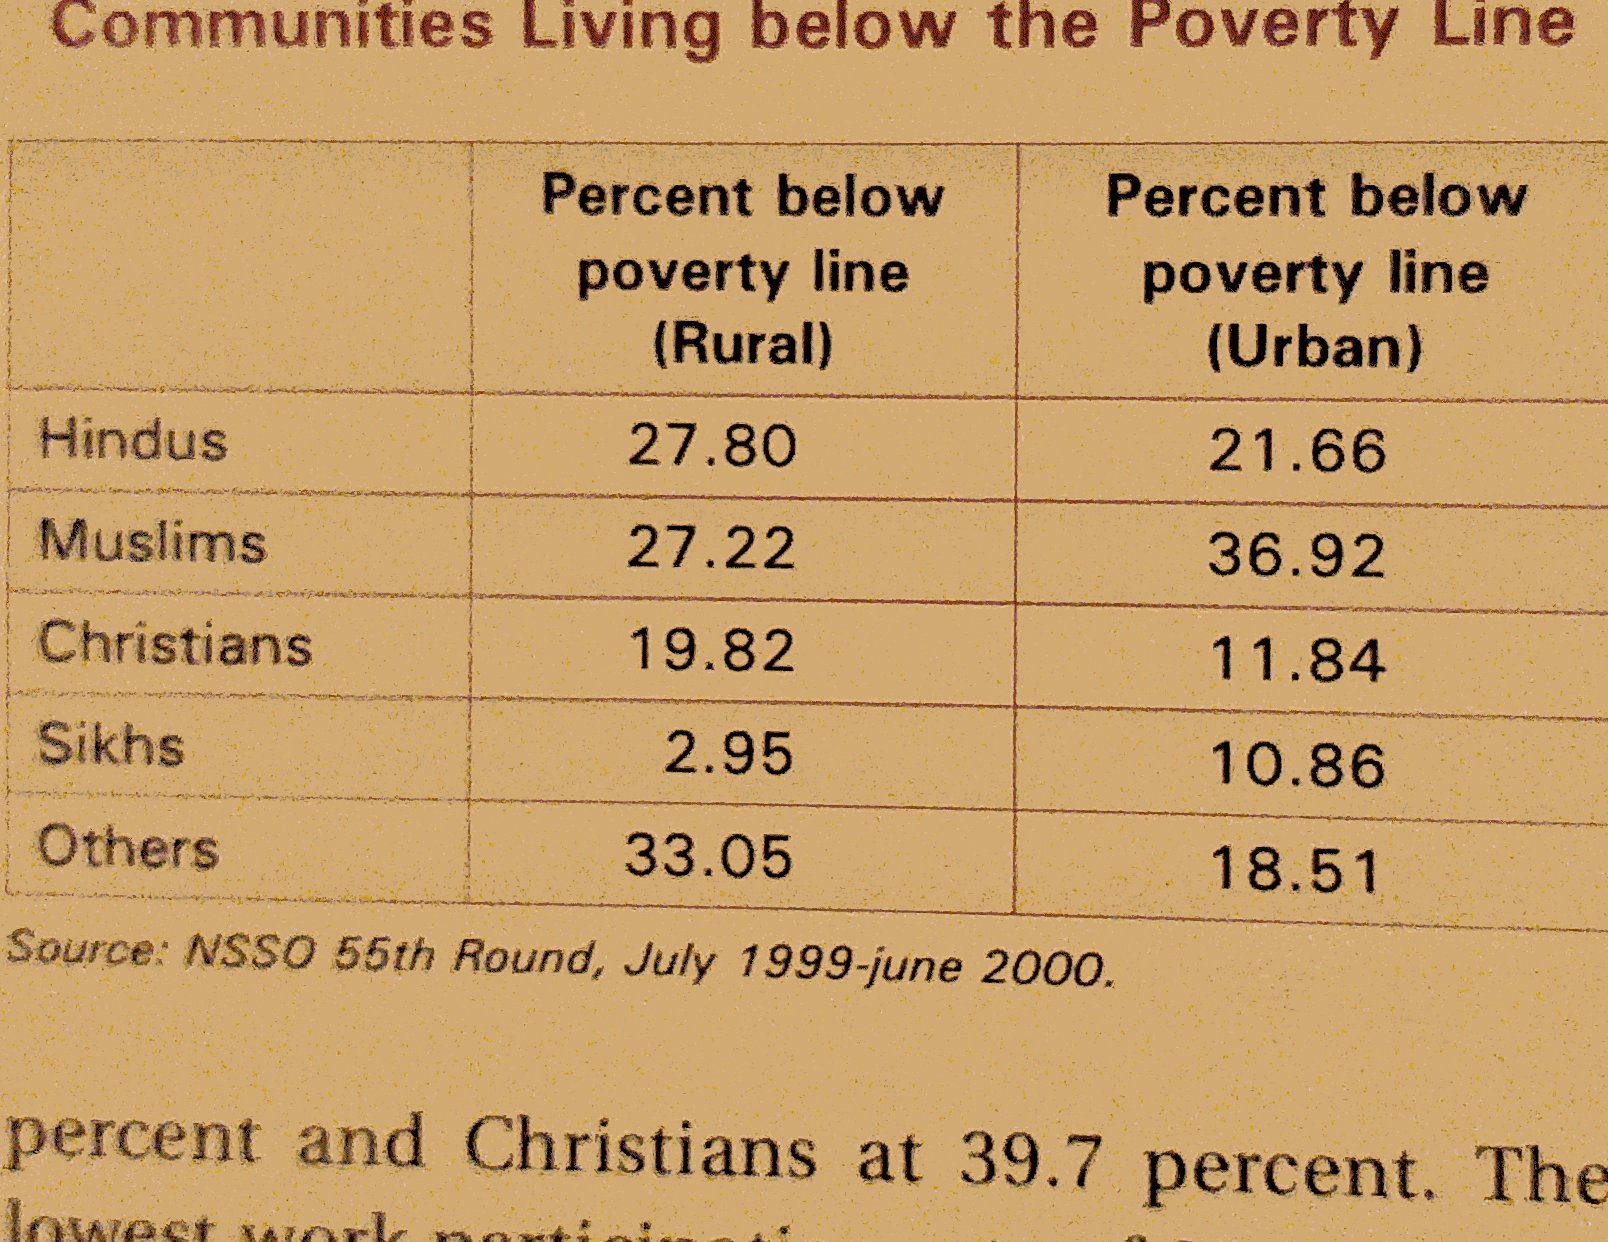 Communities Living below the Poverty Line
Percent below poverty line (Rural) Percent below poverty line (Urban)
Hindus 27.80 21.66
Muslims 27.22 36.92
Christians 19.82 11.84
Sikhs 2.95 10.86
Others 33.05 18.51
Source: NSSO 55th Round, July 1999-june 2000.
percent and Christians at 39.7 percent. The
lowest work